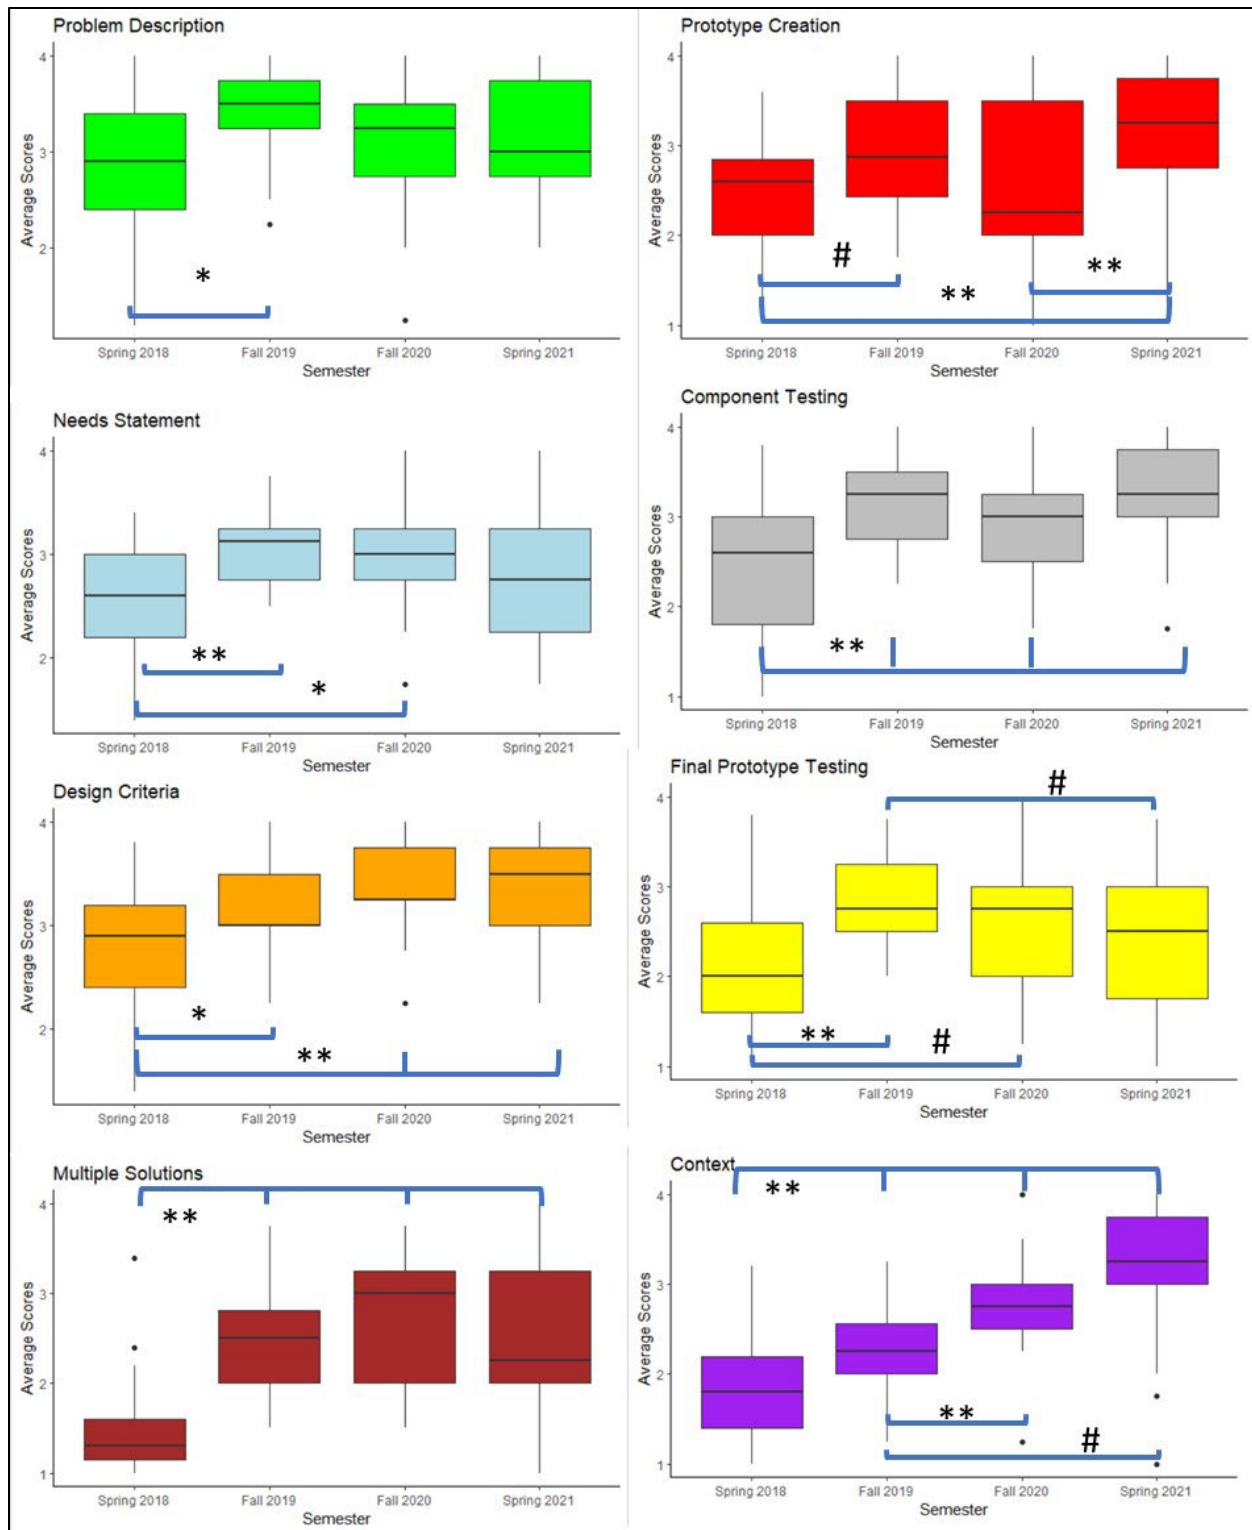 Problem Description
Average Scores
4
3
2
*
Spring 2018 Fall 2019 Fall 2020 Spring 2021
Semester
Prototype Creation
Average Scores
4
3
2
1
#
**
**
Spring 2018 Fall 2019 Fall 2020 Spring 2021
Semester
Needs Statement
Average Scores
4
3
2
**
*
Spring 2018 Fall 2019 Fall 2020 Spring 2021
Semester
Component Testing
Average Scores
4
3
2
1
**
Spring 2018 Fall 2019 Fall 2020 Spring 2021
Semester
Design Criteria
Average Scores
4
3
2
*
**
Spring 2018 Fall 2019 Fall 2020 Spring 2021
Semester
Final Prototype Testing
Average Scores
#
4
3
2
1
**
#
Spring 2018 Fall 2019 Fall 2020 Spring 2021
Semester
Multiple Solutions
Average Scores
4
**
3
2
1
Spring 2018 Fall 2019 Fall 2020 Spring 2021
Semester
Context
Average Scores
**
4
3
2
1
**
#
Spring 2018 Fall 2019 Fall 2020 Spring 2021
Semester